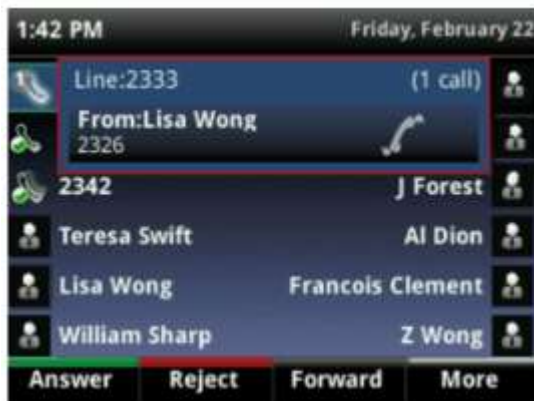 1:42 PM Friday, February 22
Line:2333 (1 call)
From:Lisa Wong
2326
2342 J Forest
Teresa Swift Al Dion
Lisa Wong Francois Clement
William Sharp Z Wong
Answer Reject Forward More